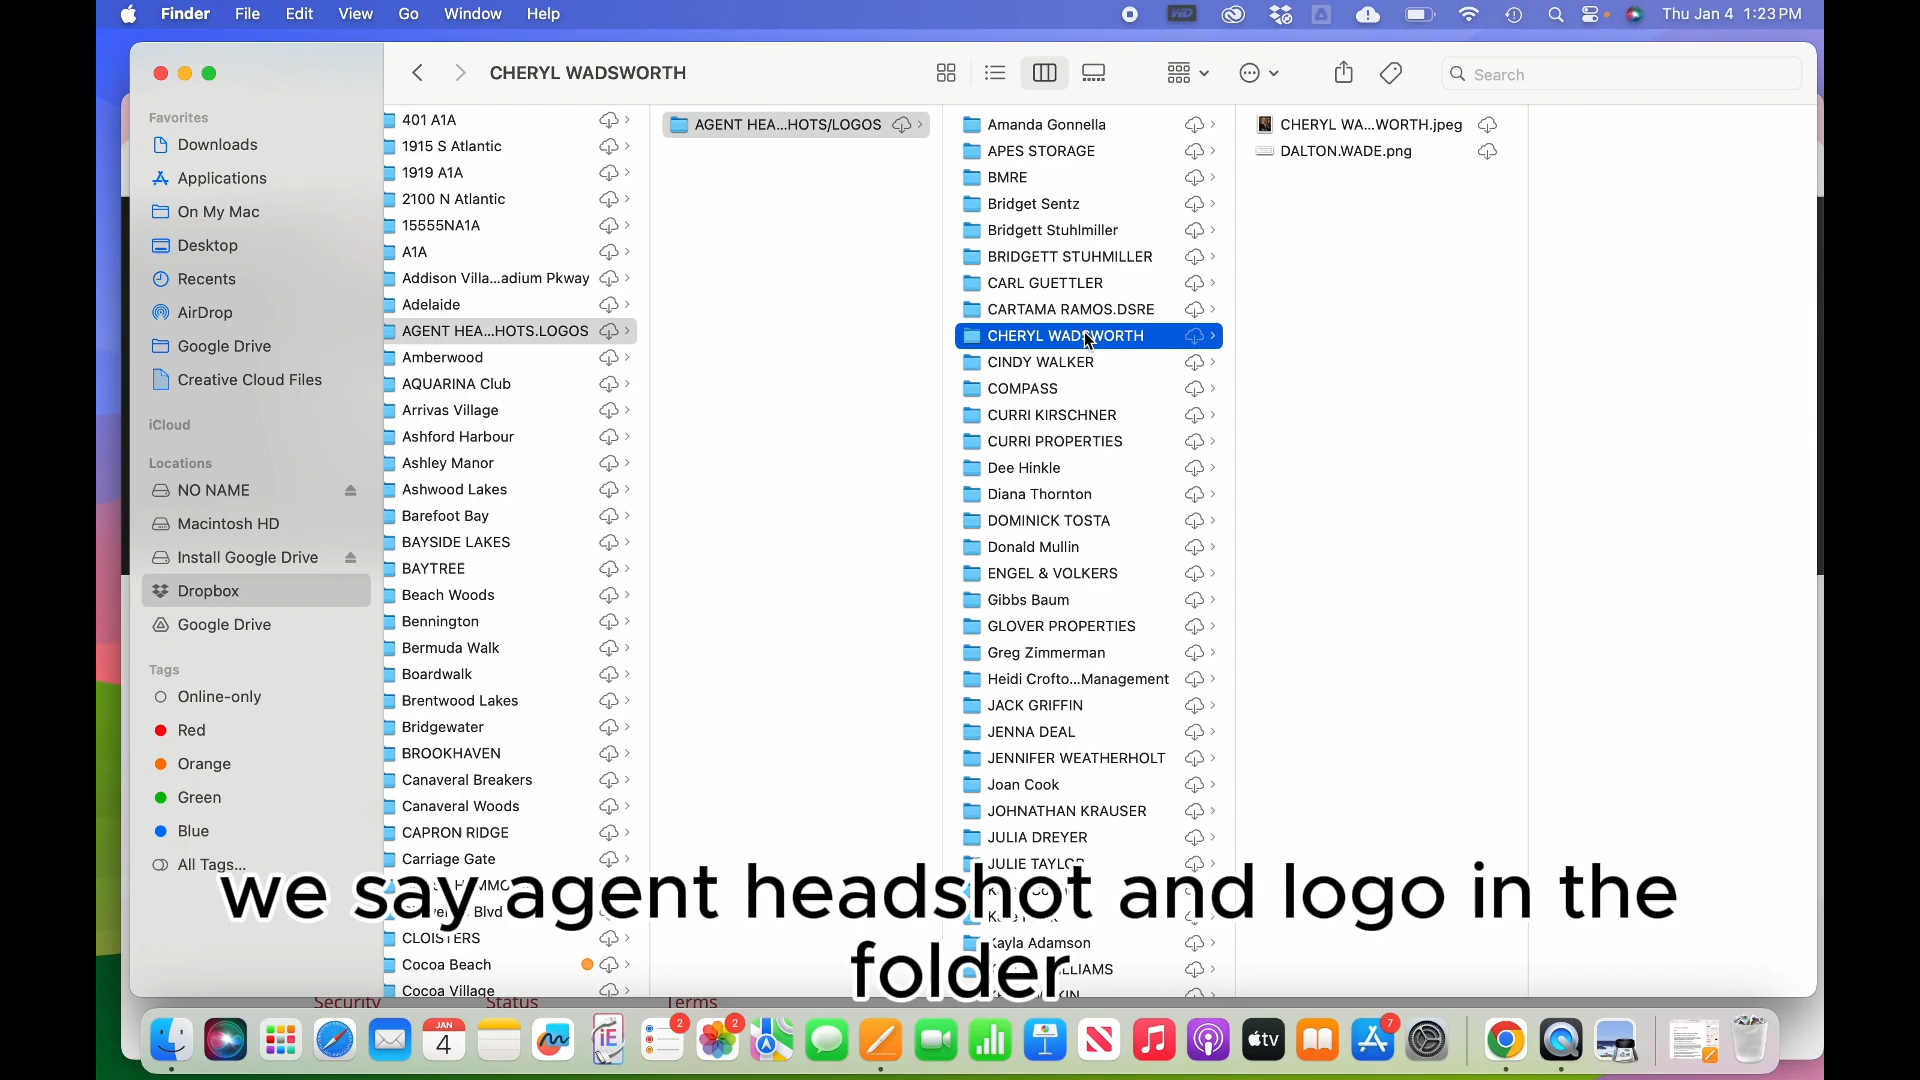 Finder File Edit View Go Window Help
Thu Jan 4 1:23 PM
CHERYL WADSWORTH
Search
Favorites
Downloads
Applications
On My Mac
Desktop
Recents
AirDrop
Google Drive
Creative Cloud Files
iCloud
Locations
NO NAME
Macintosh HD
Install Google Drive
Dropbox
Google Drive
Tags
Online-only
Red
Orange
Green
Blue
All Tags...
401 A1A
1915 S Atlantic
1919 A1A
2100 N Atlantic
15555NA1A
A1A
Addison Villa...adium Pkway
Adelaide
AGENT HEA...HOTS.LOGOS
Amberwood
AQUARINA Club
Arrivas Village
Ashford Harbour
Ashley Manor
Ashwood Lakes
Barefoot Bay
BAYSIDE LAKES
BAYTREE
Beach Woods
Bennington
Bermuda Walk
Boardwalk
Brentwood Lakes
Bridgewater
BROOKHAVEN
Canaveral Breakers
Canaveral Woods
CAPRON RIDGE
Carriage Gate
Blvd
CLOISTERS
Cocoa Beach
Cocoa Village
AGENT HEA...HOTS/LOGOS
Amanda Gonnella
APES STORAGE
BMRE
Bridget Sentz
Bridgett Stuhlmiller
BRIDGETT STUHMILLER
CARL GUETTLER
CARTAMA RAMOS.DSRE
CHERYL WADSWORTH
CINDY WALKER
COMPASS
CURRI KIRSCHNER
CURRI PROPERTIES
Dee Hinkle
Diana Thornton
DOMINICK TOSTA
Donald Mullin
ENGEL & VOLKERS
Gibbs Baum
GLOVER PROPERTIES
Greg Zimmerman
Heidi Crofto...Management
JACK GRIFFIN
JENNA DEAL
JENNIFER WEATHERHOLT
Joan Cook
JOHNATHAN KRAUSER
JULIA DREYER
JULIE TAYLOR
Kayla Adamson
CHERYL WA...WORTH.jpeg
DALTON.WADE.png
we say agent headshot and logo in the
folder
Security Status Terms
JAN
4
2
2
tv
7